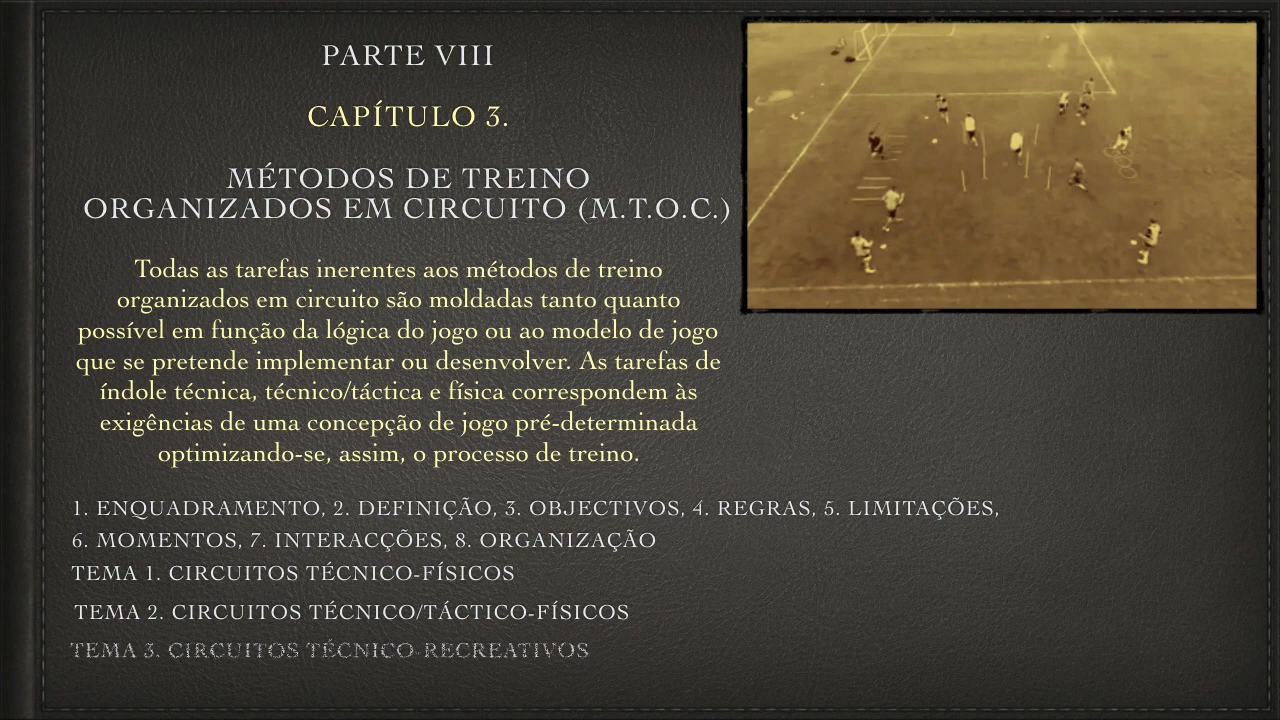 PARTE VIII
CAPÍTULO 3.
MÉTODOS DE TREINO
ORGANIZADOS EM CIRCUITO (M.T.O.C.)
Todas as tarefas inerentes aos métodos de treino
organizados em circuito são moldadas tanto quanto
possível em função da lógica do jogo ou ao modelo de jogo
que se pretende implementar ou desenvolver. As tarefas de
índole técnica, técnico/táctica e física correspondem às
exigências de uma concepção de jogo pré-determinada
optimizando-se, assim, o processo de treino.
1. ENQUADRAMENTO, 2. DEFINIÇÃO, 3. OBJECTIVOS, 4. REGRAS, 5. LIMITAÇÕES,
6. MOMENTOS, 7. INTERACÇÕES, 8. ORGANIZAÇÃO
TEMA 1. CIRCUITOS TÉCNICO-FÍSICOS
TEMA 2. CIRCUITOS TÉCNICO/TÁCTICO-FÍSICOS
TEMA 3. CIRCUITOS TÉCNICO-RECREATIVOS